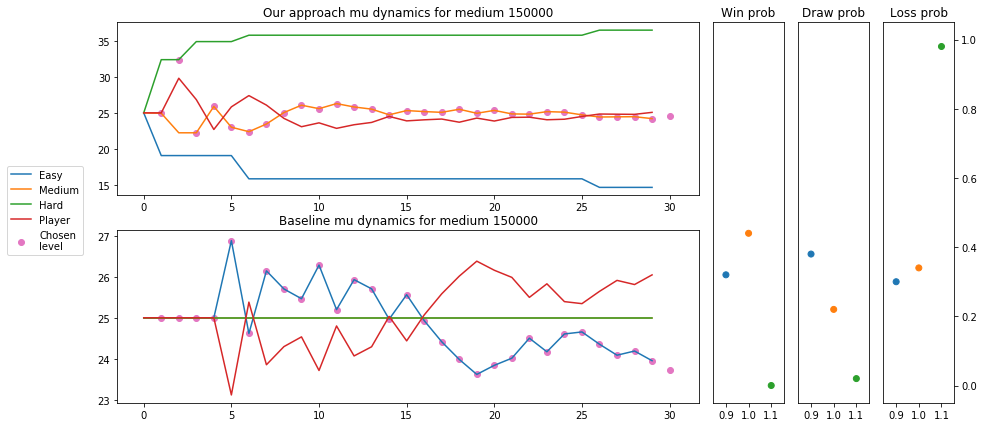 Our approach mu dynamics for medium 150000
Win prob
Draw prob
Loss prob
35
30
25
20
15
0
5
10
15
20
25
30
Easy
Medium
Hard
Player
Chosen
level
Baseline mu dynamics for medium 150000
27
26
25
24
23
0
5
10
15
20
25
30
0.9 1.0 1.1
0.9 1.0 1.1
0.9 1.0 1.1
1.0
0.8
0.6
0.4
0.2
0.0